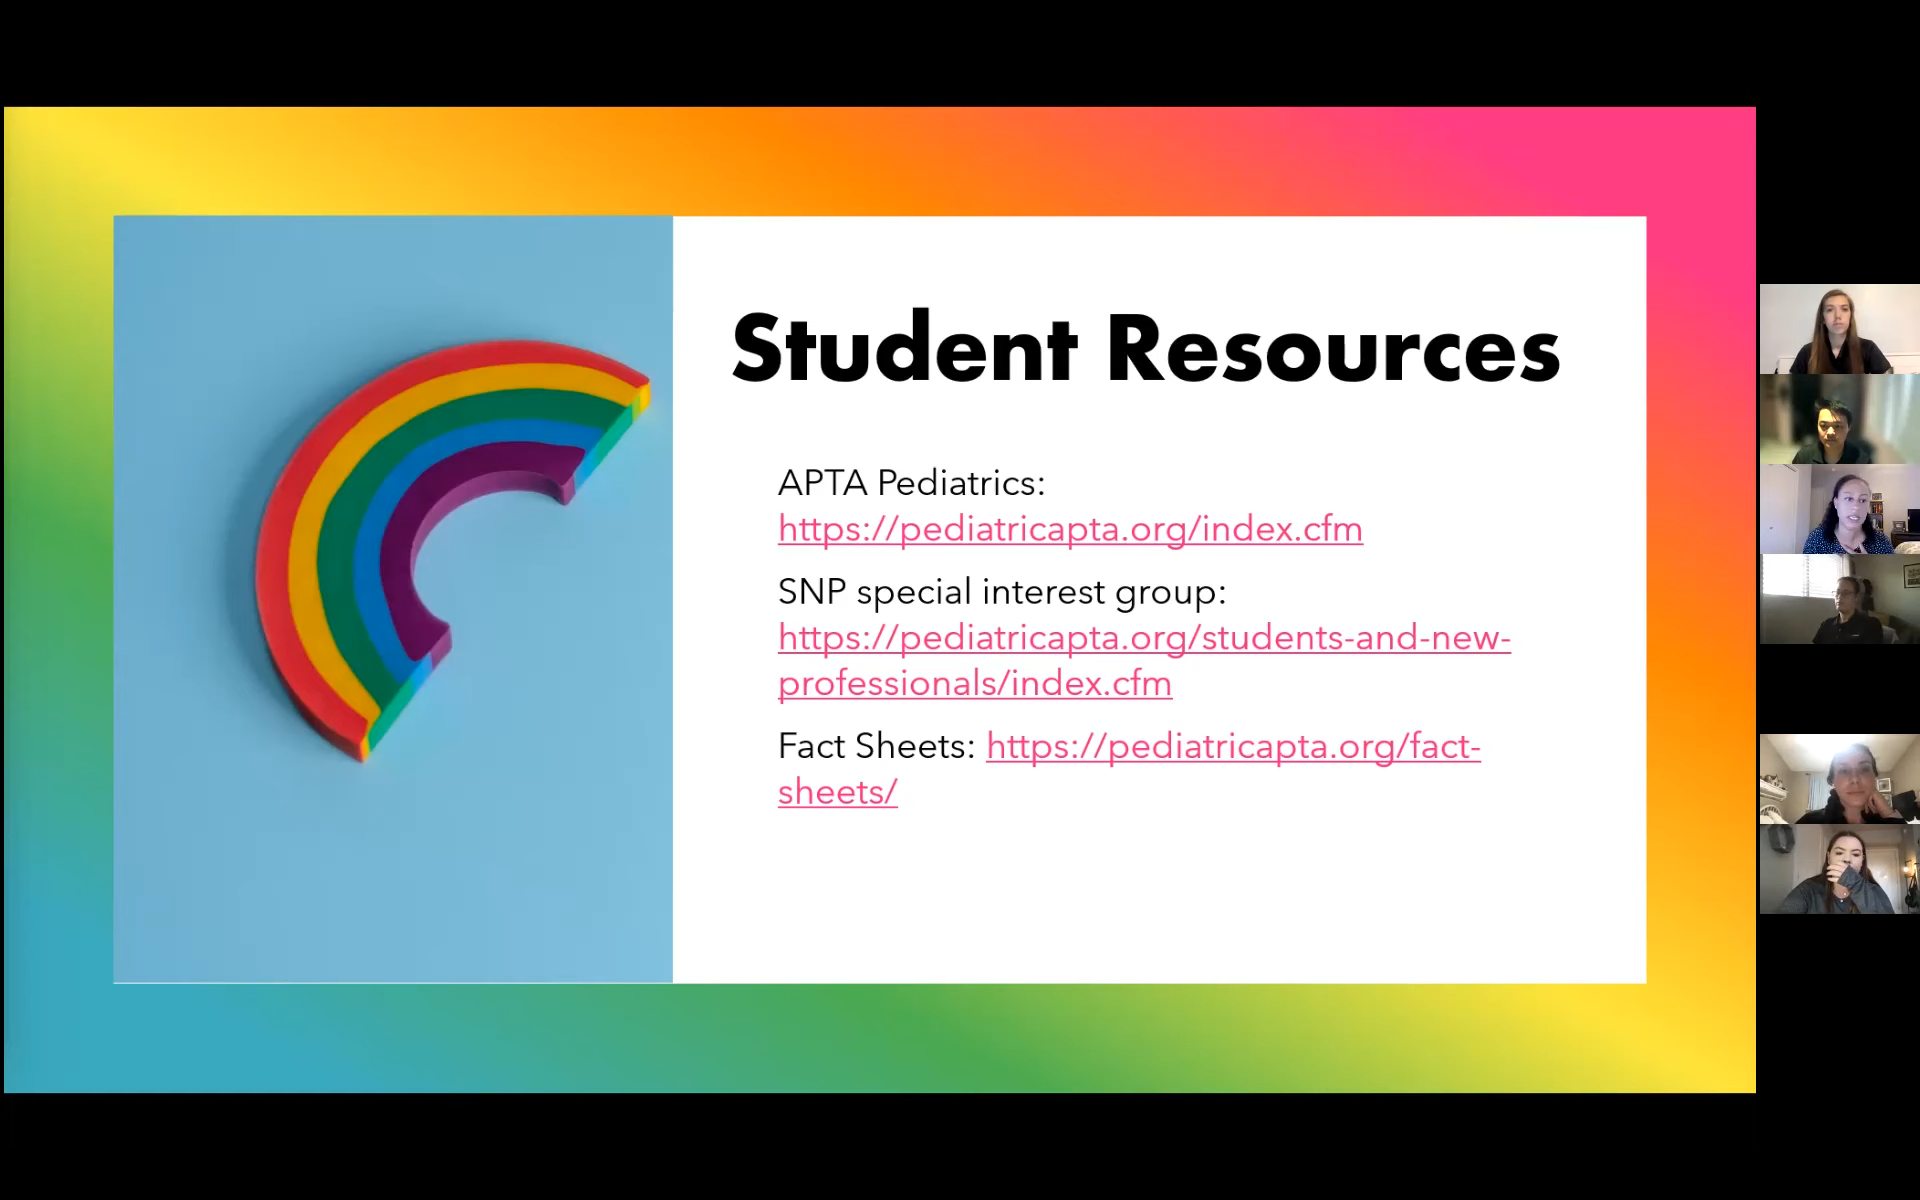 Student Resources
APTA Pediatrics:
https://pediatricapta.org/index.cfm
SNP special interest group:
https://pediatricapta.org/students-and-new-
professionals/index.cfm
Fact Sheets: https://pediatricapta.org/fact-
sheets/